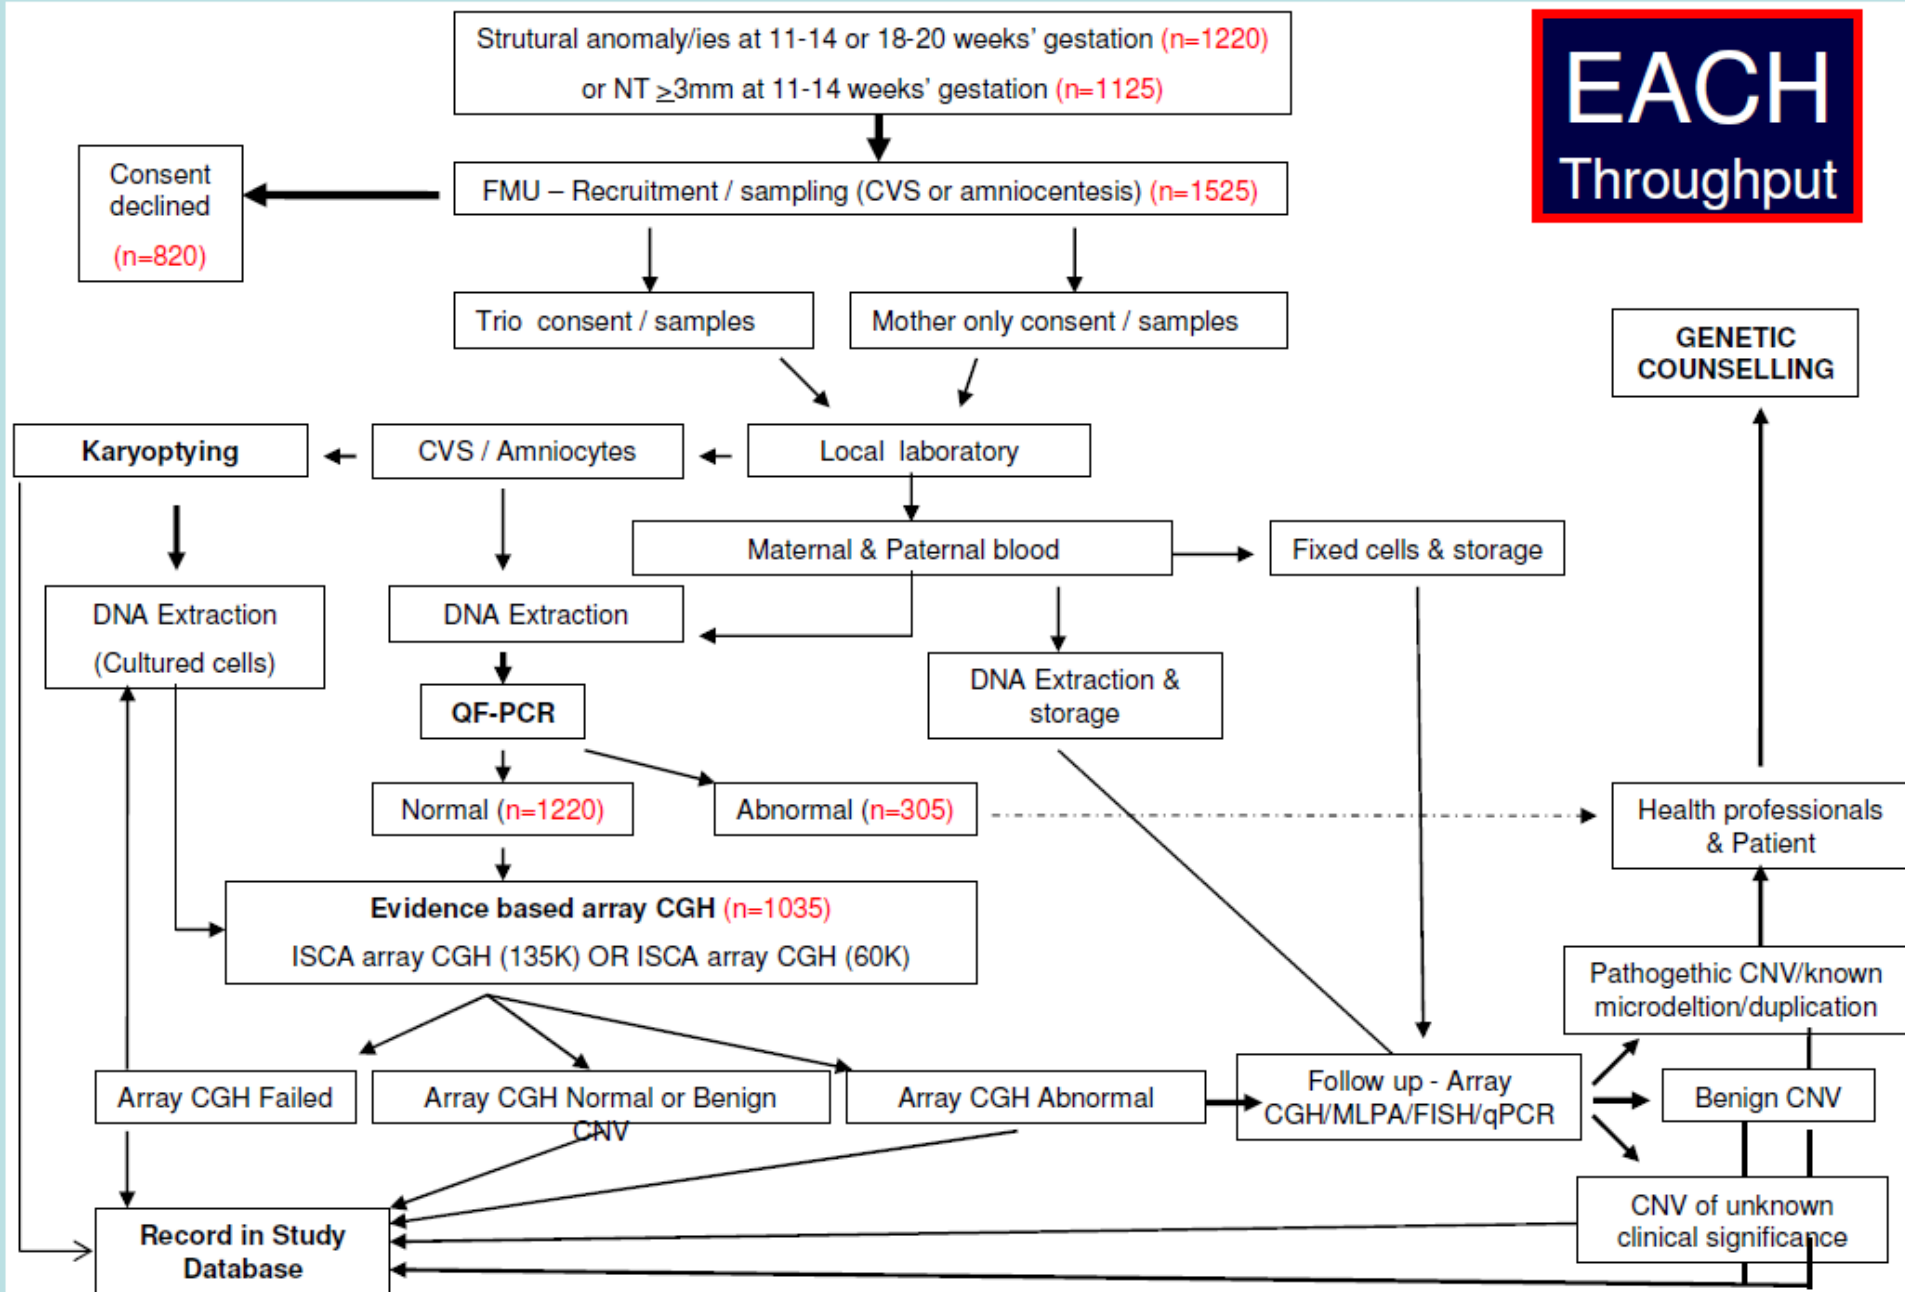 Strutural anomaly/ies at 11-14 or 18-20 weeks' gestation (n=1220)
or NT ≥3mm at 11-14 weeks' gestation (n=1125)
EACH
Throughput
Consent
declined
(n=820)
FMU – Recruitment / sampling (CVS or amniocentesis) (n=1525)
Trio consent / samples
Mother only consent / samples
GENETIC
COUNSELLING
Karyoptying
CVS / Amniocytes
Local laboratory
Maternal & Paternal blood
Fixed cells & storage
DNA Extraction
(Cultured cells)
DNA Extraction
DNA Extraction &
storage
QF-PCR
Normal (n=1220)
Abnormal (n=305)
Health professionals
& Patient
Evidence based array CGH (n=1035)
ISCA array CGH (135K) OR ISCA array CGH (60K)
Pathogethic CNV/known
microdeltion/duplication
Array CGH Failed
Array CGH Normal or Benign
CNV
Array CGH Abnormal
Follow up - Array
CGH/MLPA/FISH/qPCR
Benign CNV
CNV of unknown
clinical significance
Record in Study
Database